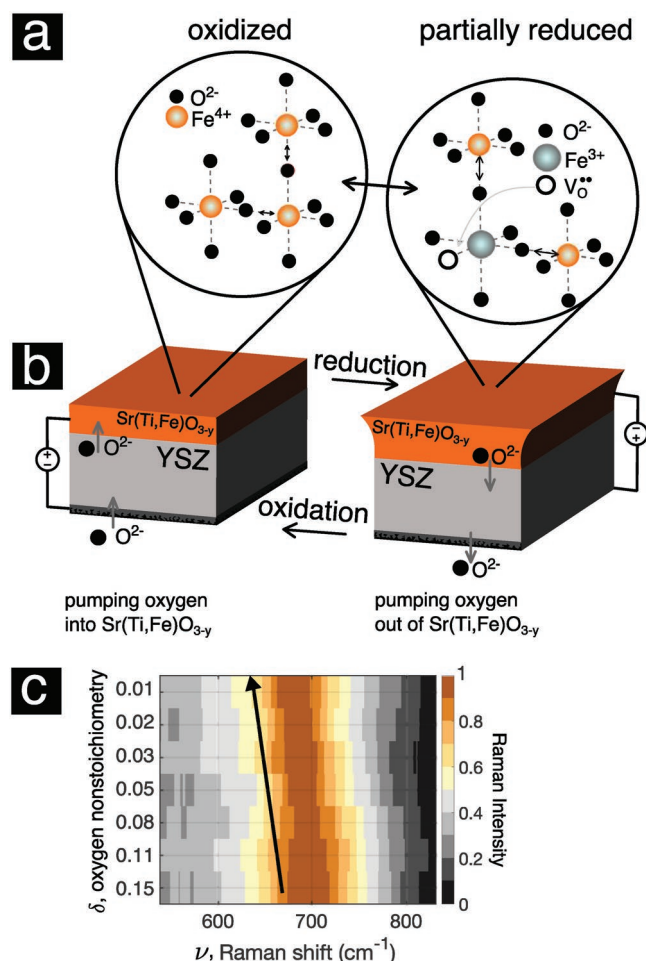 a
oxidized
partially reduced
O2-
Fe4+
O2-
Fe3+
VO••
b
reduction
Sr(Ti,Fe)O3-y
O2-
YSZ
O2-
oxidation
Sr(Ti,Fe)O3-y
O2-
YSZ
O2-
pumping oxygen
into Sr(Ti,Fe)O3-y
pumping oxygen
out of Sr(Ti,Fe)O3-y
c
δ, oxygen nonstoichiometry
0.01
0.02
0.03
0.05
0.08
0.11
0.15
600
700
800
ν, Raman shift (cm-1)
1
0.8
0.6
0.4
0.2
0
Raman Intensity